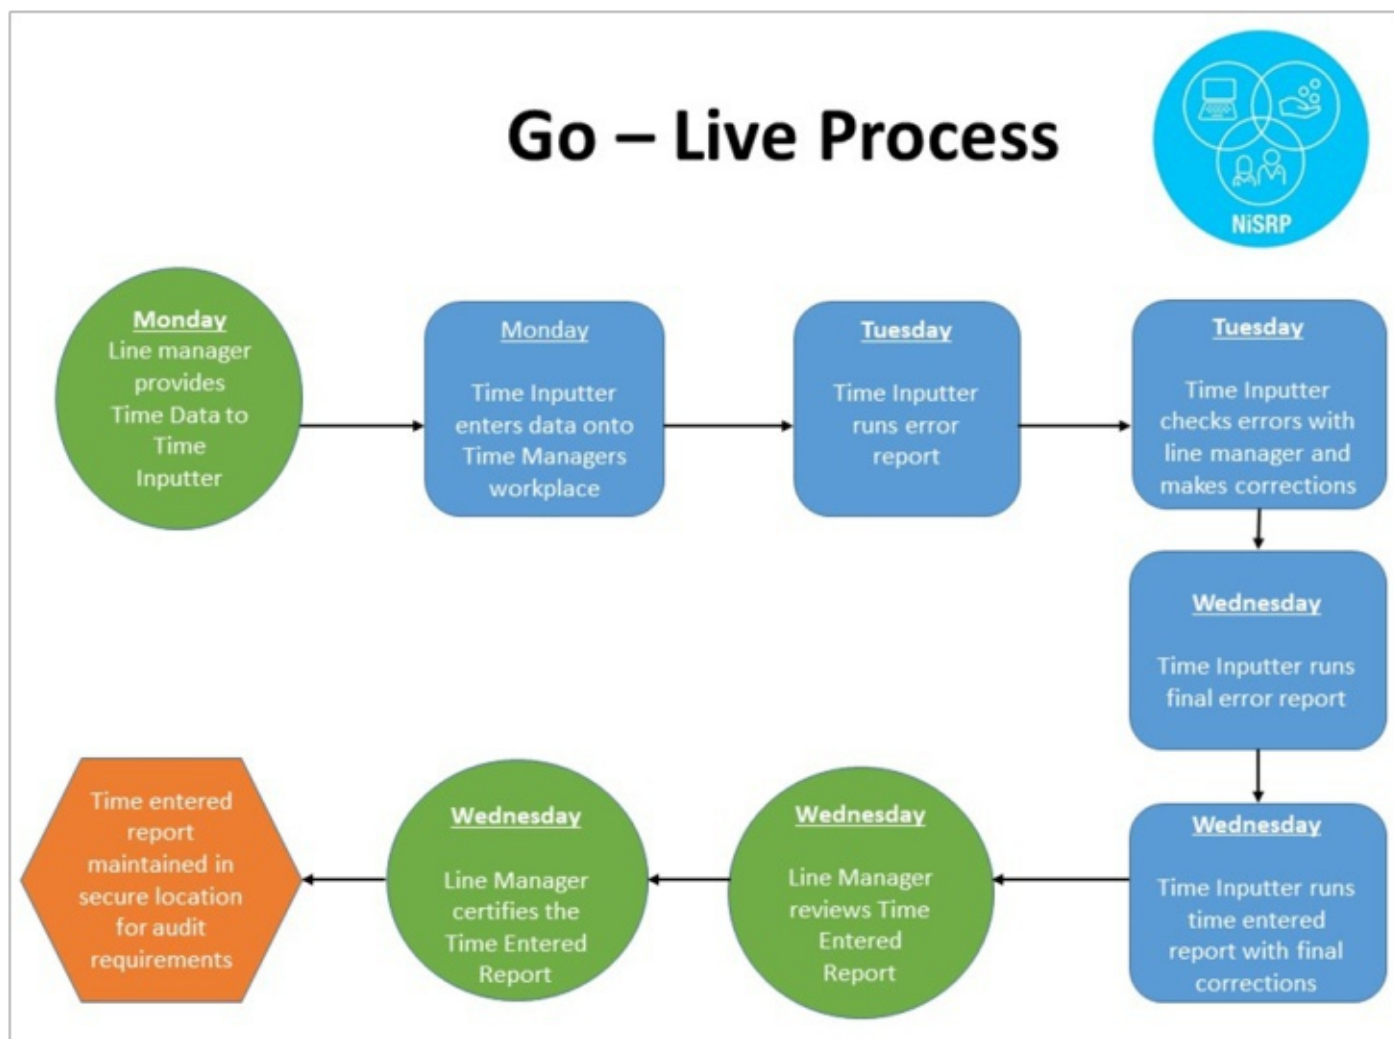 Go – Live Process
NiSRP
Monday
Line manager
provides
Time Data to
Time
Inputter
Monday
Time Inputter
enters data onto
Time Managers
workplace
Tuesday
Time Inputter
runs error
report
Tuesday
Time Inputter
checks errors with
line manager and
makes corrections
Wednesday
Time Inputter runs
final error report
Wednesday
Time Inputter runs
time entered
report with final
corrections
Wednesday
Line Manager
reviews Time
Entered
Report
Wednesday
Line Manager
certifies the
Time Entered
Report
Time entered
report
maintained in
secure location
for audit
requirements